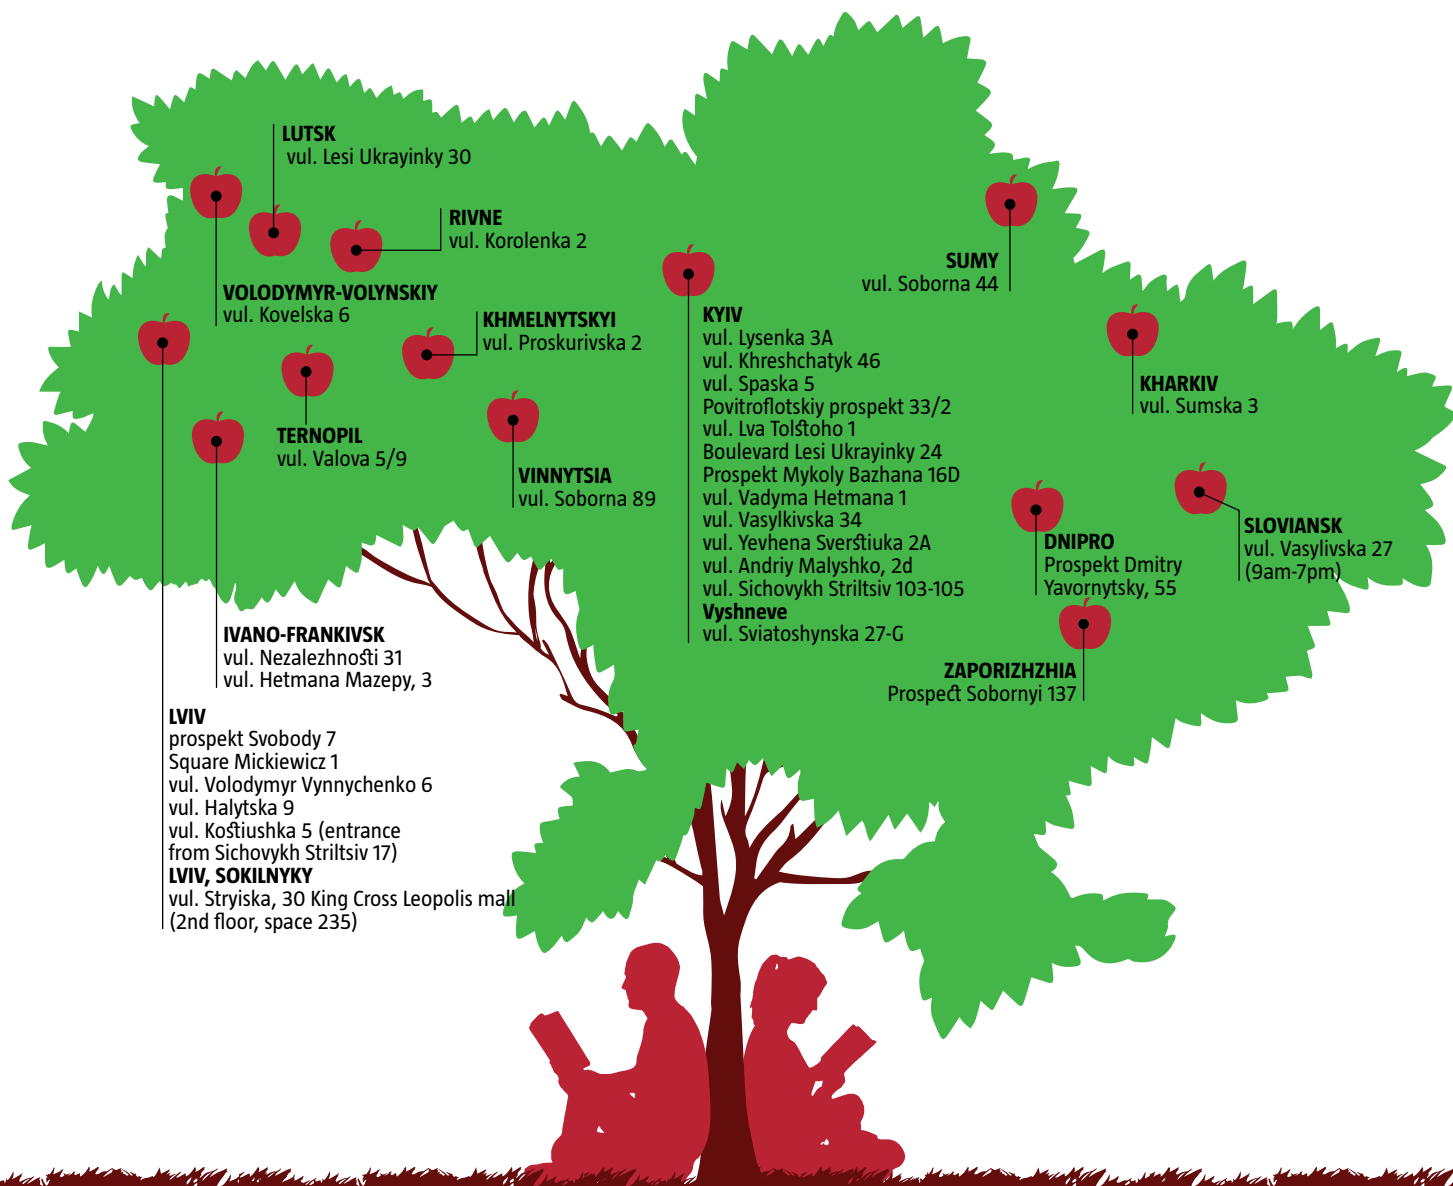 LUTSK
vul. Lesi Ukrayinky 30
RIVNE
vul. Korolenka 2
VOLODYMYR-VOLYNSKIY
vul. Kovelska 6
KHMELNYTSKYI
vul. Proskurivska 2
TERNOPIL
vul. Valova 5/9
VINNYTSIA
vul. Soborna 89
IVANO-FRANKIVSK
vul. Nezalezhnosti 31
vul. Hetmana Mazepy, 3
LVIV
prospekt Svobody 7
Square Mickiewicz 1
vul. Volodymyr Vynnychenko 6
vul. Halytska 9
vul. Kostiushka 5 (entrance
from Sichovykh Striltsiv 17)
LVIV, SOKILNYKY
vul. Stryiska, 30 King Cross Leopolis mall
(2nd floor, space 235)
KYIV
vul. Lysenka 3A
vul. Khreshchatyk 46
vul. Spaska 5
Povitroflotskiy prospekt 33/2
vul. Lva Tolstoho 1
Boulevard Lesi Ukrayinky 24
Prospekt Mykoly Bazhana 16D
vul. Vadyma Hetmana 1
vul. Vasylkivska 34
vul. Yevhena Sverstiuka 2A
vul. Andriy Malyshko, 2d
vul. Sichovykh Striltsiv 103-105
Vyshneve
vul. Sviatoshynska 27-G
SUMY
vul. Soborna 44
KHARKIV
vul. Sumska 3
DNIPRO
Prospekt Dmitry
Yavornytsky, 55
SLOVIANSK
vul. Vasylivska 27
(9am-7pm)
ZAPORIZHZHIA
Prospect Sobornyi 137